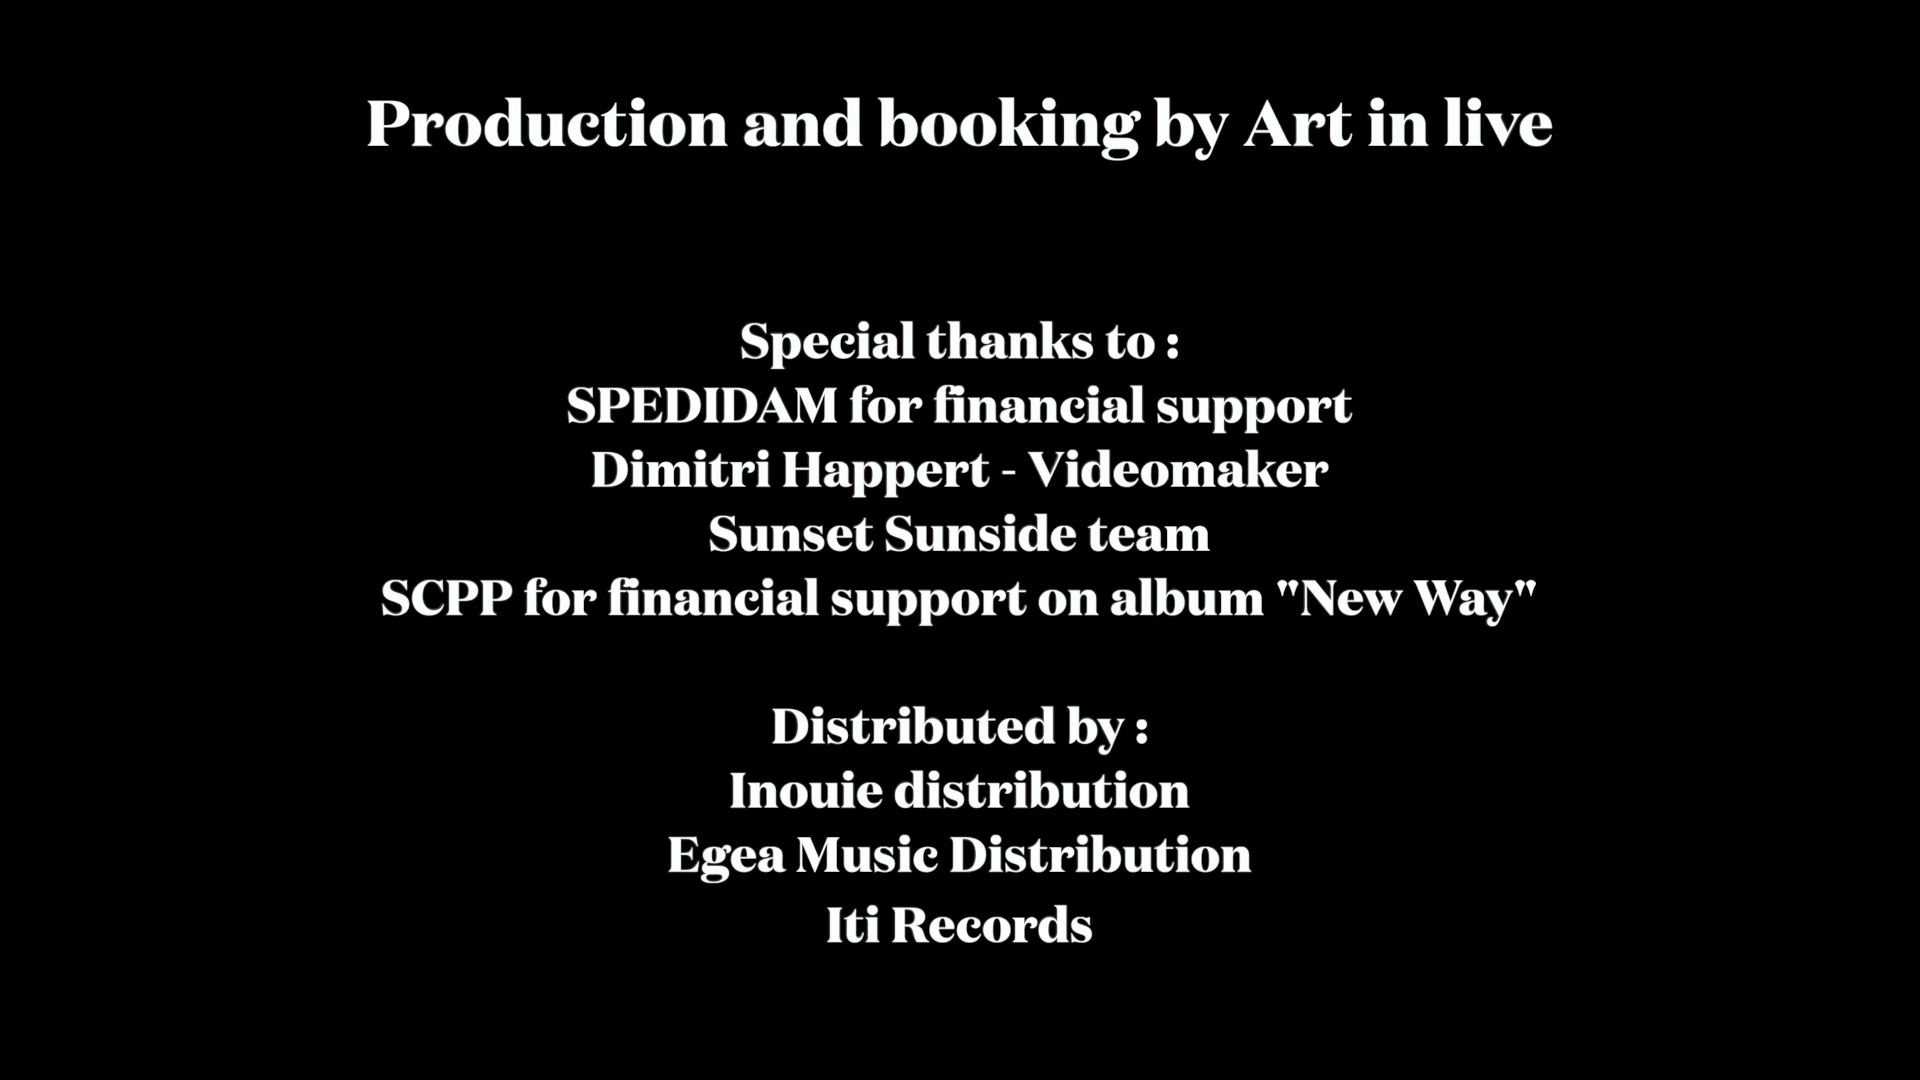 Production and booking by Art in live
Special thanks to :
SPEDIDAM for financial support
Dimitri Happert - Videomaker
Sunset Sunside team
SCPP for financial support on album "New Way"
Distributed by :
Inouie distribution
Egea Music Distribution
Iti Records